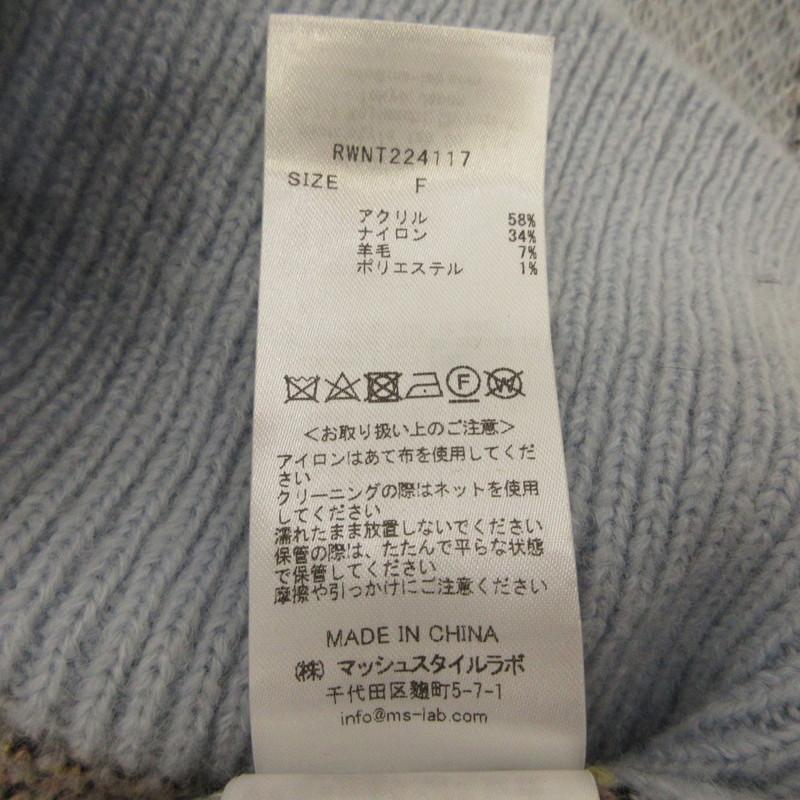 RWNT224117
SIZE F
アクリル 58%
ナイロン 34%
羊毛 7%
ポリエステル 1%
F
W
＜お取り扱い上のご注意＞
アイロンはあて布を使用してくだ
さい
クリーニングの際はネットを使用
してください
濡れたまま放置しないでください
保管の際は、たたんで平らな状態
で保管してください
摩擦や引っかけにご注意ください
MADE IN CHINA
(株) マッシュスタイルラボ
千代田区麹町5-7-1
info@ms-lab.com